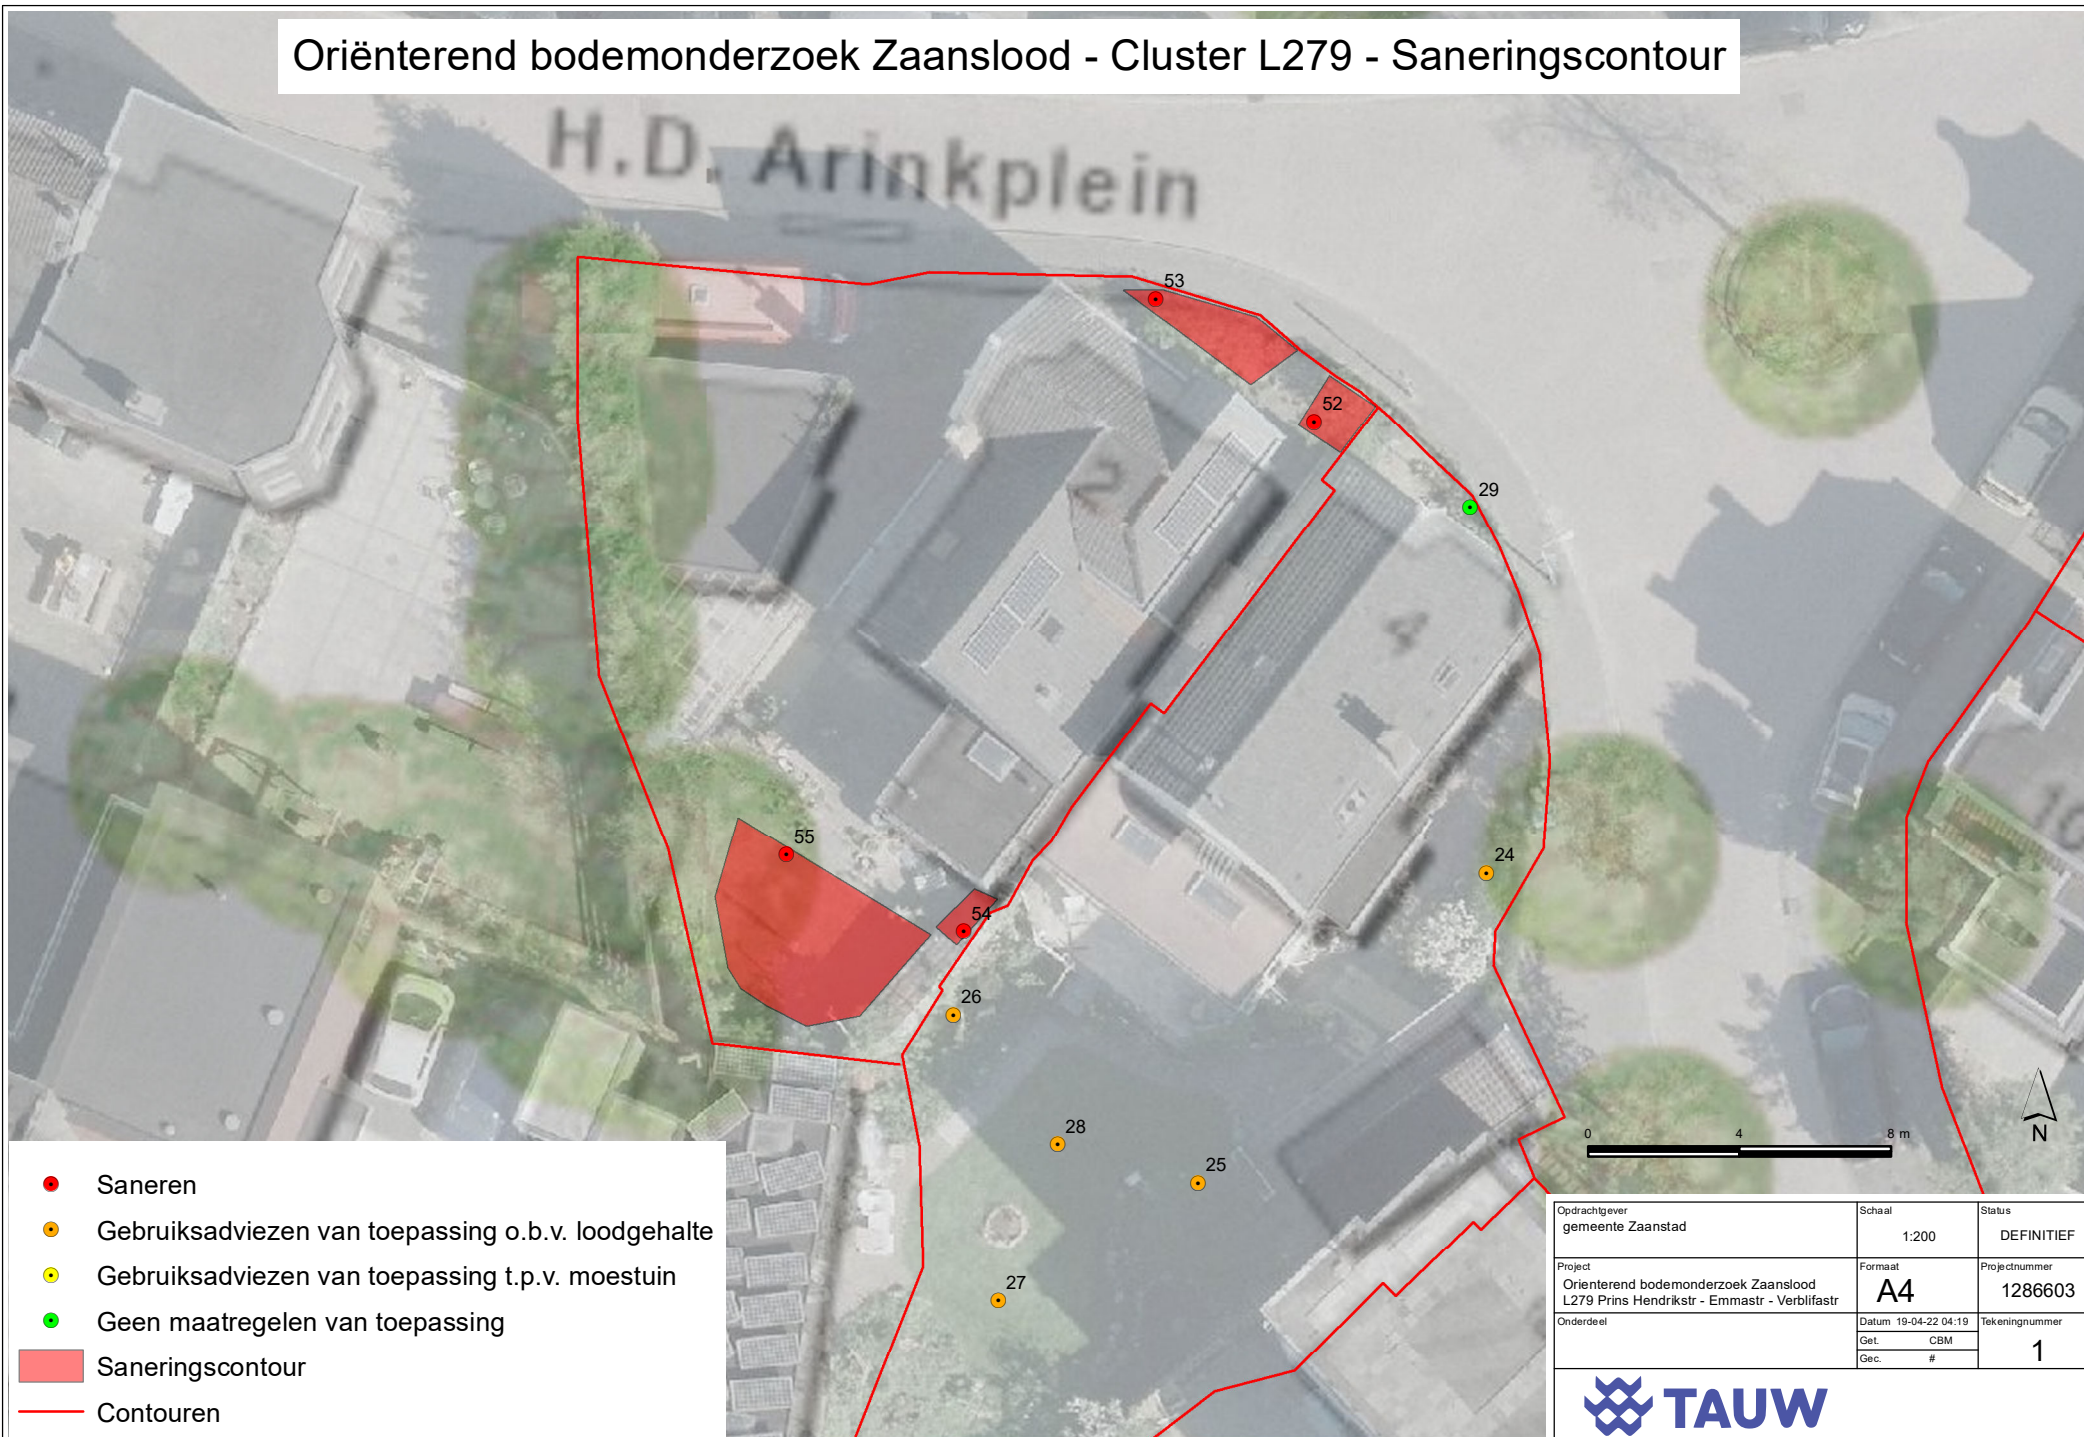 Oriënterend bodemonderzoek Zaanslood - Cluster L279 - Saneringscontour
H.D. Arinkplein
53
52
29
2
4
10
55
24
54
26
28
25
27
0 4 8 m
N
Saneren
Gebruiksadviezen van toepassing o.b.v. loodgehalte
Gebruiksadviezen van toepassing t.p.v. moestuin
Geen maatregelen van toepassing
Saneringscontour
Contouren
Opdrachtgever
gemeente Zaanstad
Schaal
1:200
Status
DEFINITIEF
Project
Orienterend bodemonderzoek Zaanslood
L279 Prins Hendrikstr - Emmastr - Verblifastr
Formaat
A4
Projectnummer
1286603
Onderdeel
Datum 19-04-22 04:19
Get. CBM
Gec. #
Tekeningnummer
1
TAUW